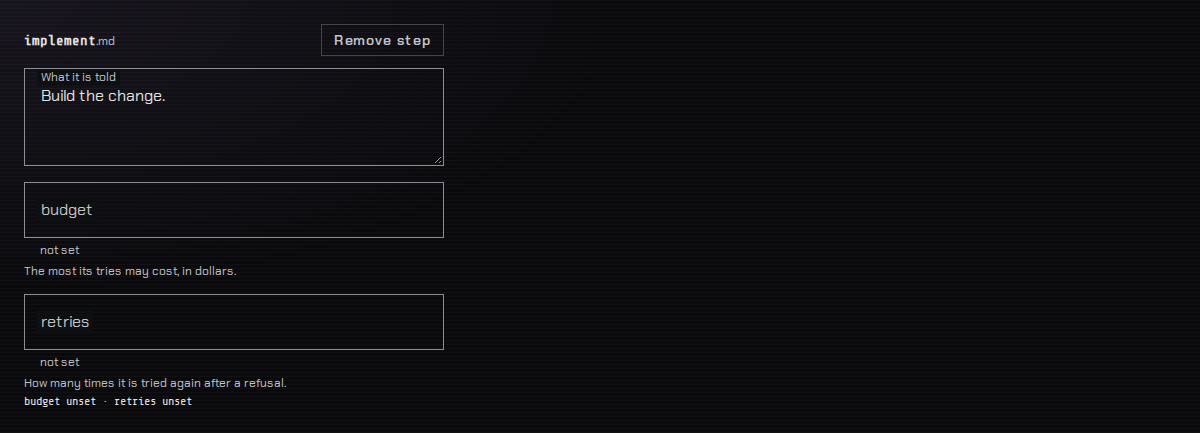 implement.md
Remove step
What it is told
Build the change.
budget
not set
The most its tries may cost, in dollars.
retries
not set
How many times it is tried again after a refusal.
budget unset · retries unset